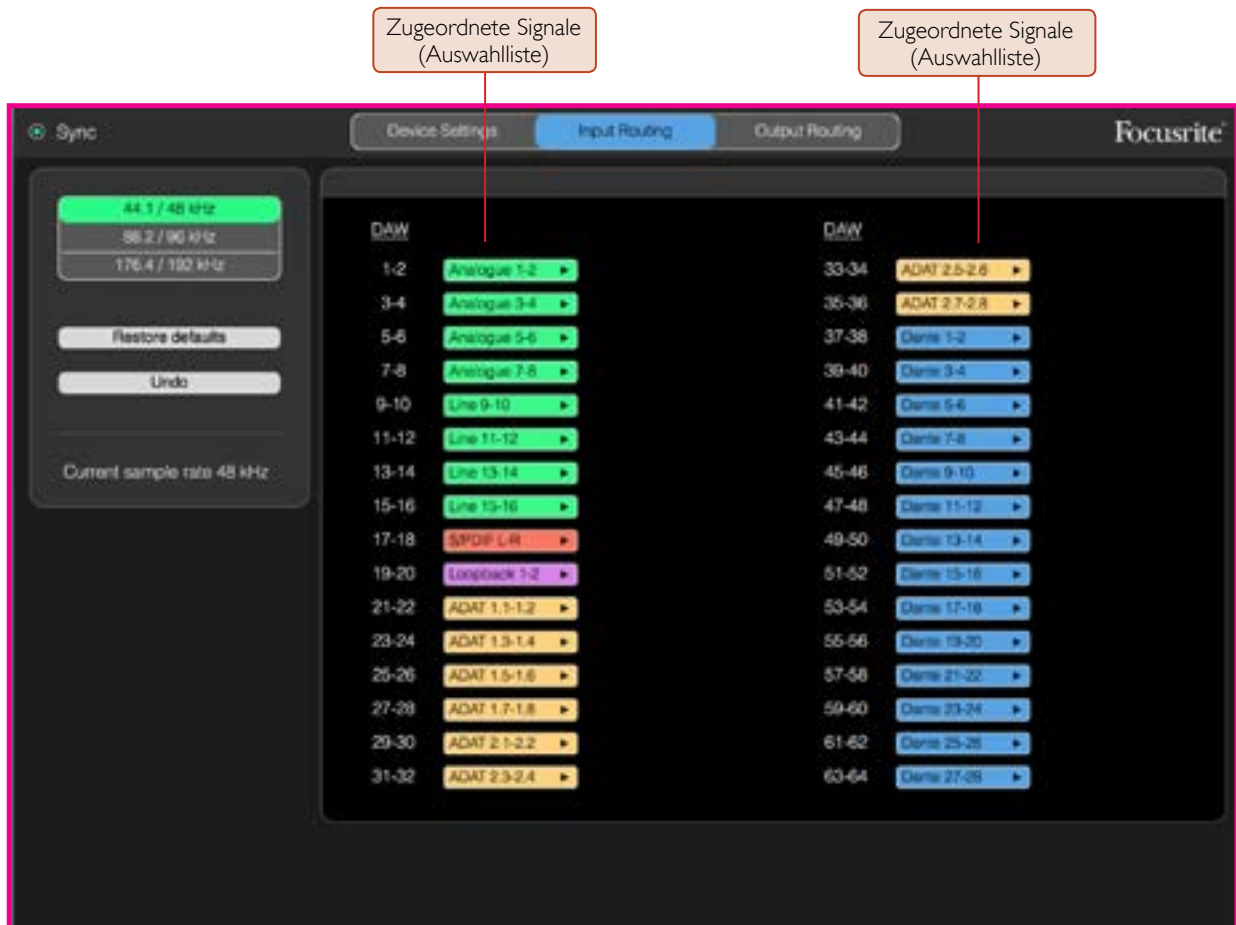 Zugeordnete Signale
(Auswahlliste)
Zugeordnete Signale
(Auswahlliste)
Sync
Device Settings
Input Routing
Output Routing
Focusrite
44.1 / 48 kHz
88.2 / 96 kHz
176.4 / 192 kHz
Restore defaults
Undo
Current sample rate 48 kHz
DAW
1-2 Analogue 1-2
3-4 Analogue 3-4
5-6 Analogue 5-6
7-8 Analogue 7-8
9-10 Line 9-10
11-12 Line 11-12
13-14 Line 13-14
15-16 Line 15-16
17-18 S/PDIF L-R
19-20 Loopback 1-2
21-22 ADAT 1.1-1.2
23-24 ADAT 1.3-1.4
25-26 ADAT 1.5-1.6
27-28 ADAT 1.7-1.8
29-30 ADAT 2.1-2.2
31-32 ADAT 2.3-2.4
DAW
33-34 ADAT 2.5-2.6
35-36 ADAT 2.7-2.8
37-38 Dante 1-2
39-40 Dante 3-4
41-42 Dante 5-6
43-44 Dante 7-8
45-46 Dante 9-10
47-48 Dante 11-12
49-50 Dante 13-14
51-52 Dante 15-16
53-54 Dante 17-18
55-56 Dante 19-20
57-58 Dante 21-22
59-60 Dante 23-24
61-62 Dante 25-26
63-64 Dante 27-28